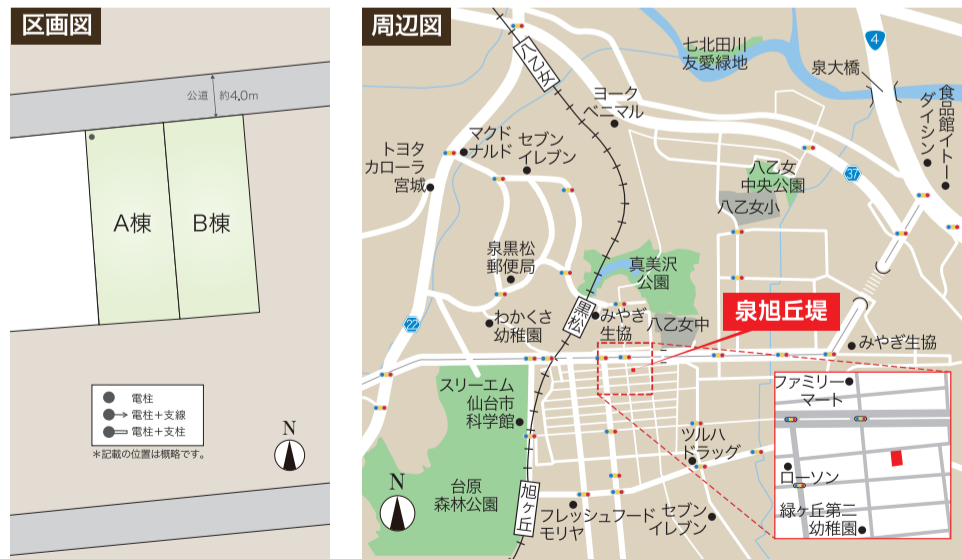 区画図
公道 約4.0m
A棟
B棟
電柱
電柱+支線
電柱+支柱
＊記載の位置は概略です。
N
周辺図
八乙女
七北田川
友愛緑地
4
泉大橋
食品館イトー
ダイシン
ヨーク
ベニマル
マクド
ナルド
セブン
イレブン
トヨタ
カローラ
宮城
八乙女
中央公園
37
八乙女小
泉黒松
郵便局
真美沢
公園
黒松
泉旭丘堤
22
わかくさ
幼稚園
みやぎ
生協
八乙女中
みやぎ生協
スリーエム
仙台市
科学館
ファミリー
マート
ツルハ
ドラッグ
ローソン
N
台原
森林公園
旭ヶ丘
フレッシュフード
モリヤ
セブン
イレブン
緑ヶ丘第二
幼稚園